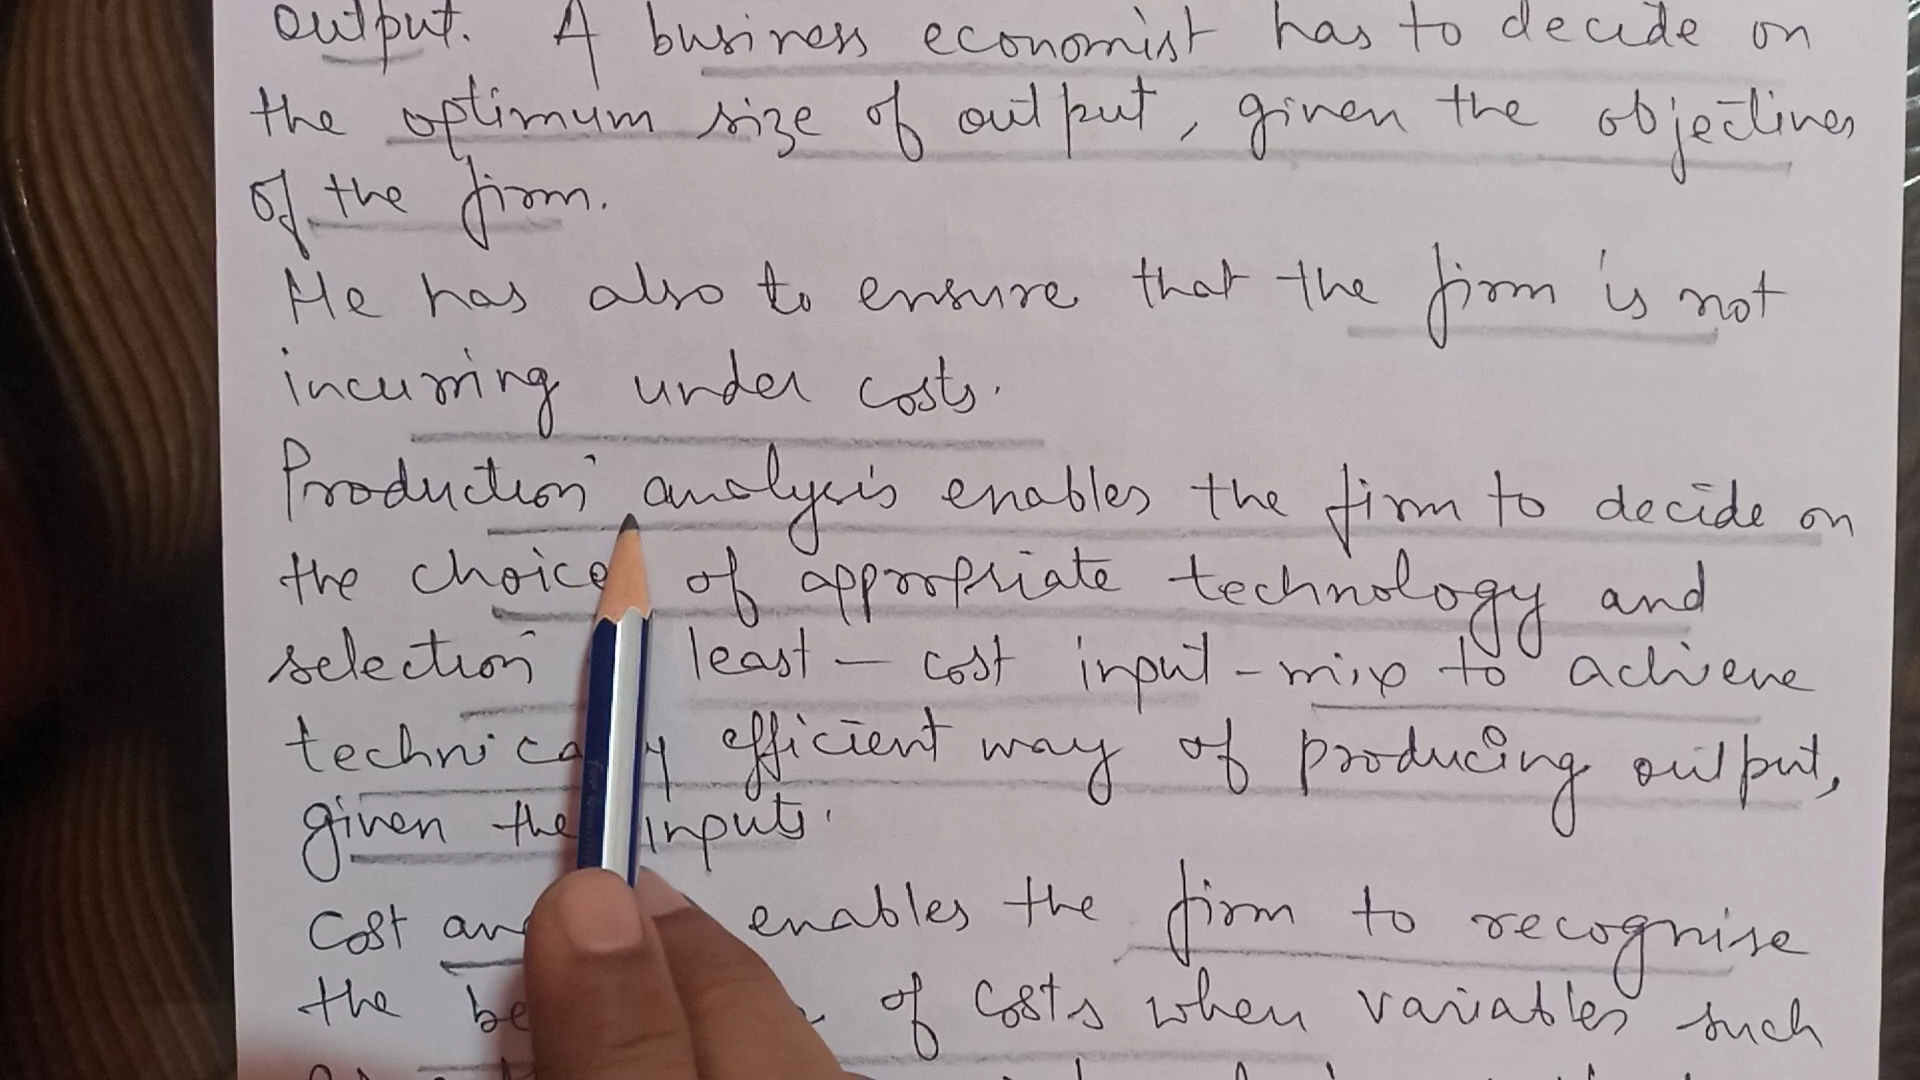 output. A business economist has to decide on
the optimum size of output, given the objectives
of the firm.
He has also to ensure that the firm is not
incurring under costs.
Production analysis enables the firm to decide on
the choice of appropriate technology and
selection least - cost input - mix to achieve
technically efficient way of producing output,
given the inputs.
Cost enables the firm to recognise
the of costs when variables such